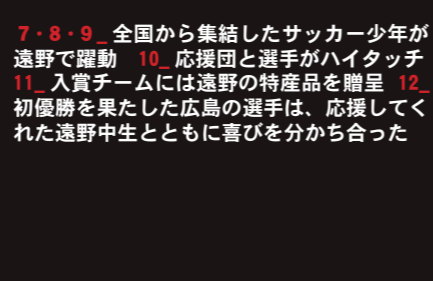 7・8・9_全国から集結したサッカー少年が
遠野で躍動　10_応援団と選手がハイタッチ
11_入賞チームには遠野の特産品を贈呈　12_
初優勝を果たした広島の選手は、応援してく
れた遠野中生とともに喜びを分かち合った